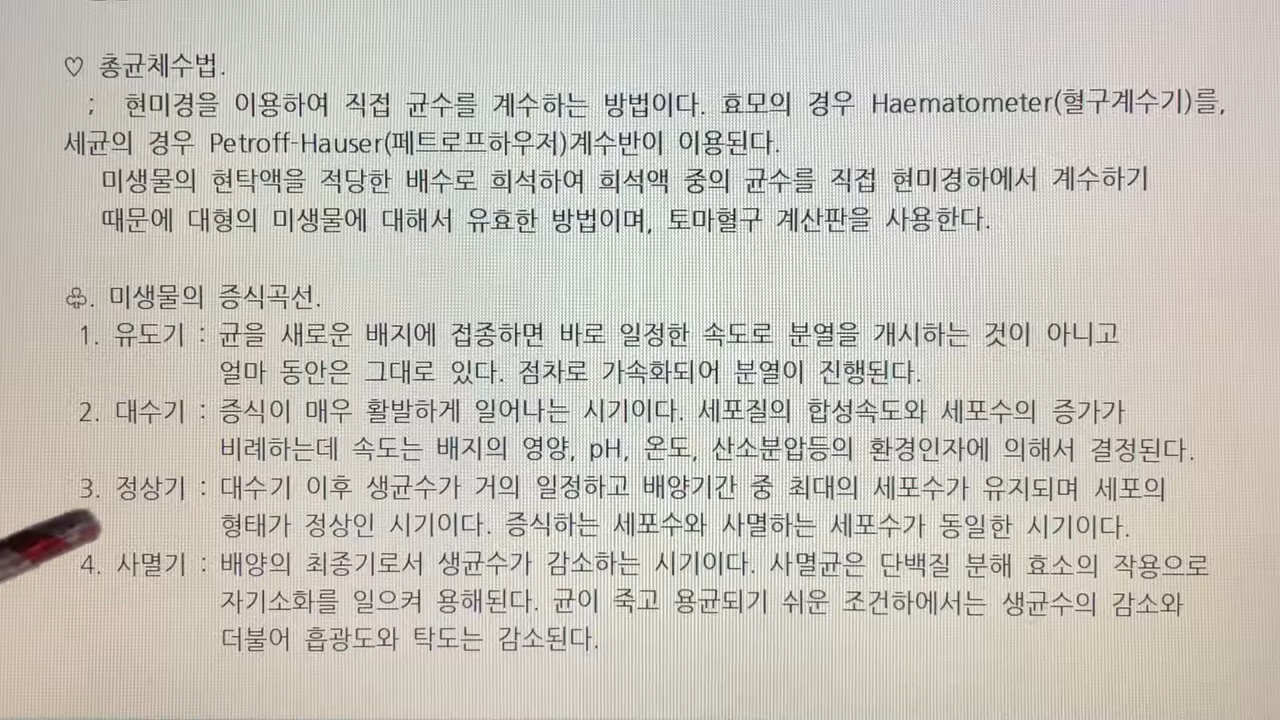 ♡ 총균체수법.
; 현미경을 이용하여 직접 균수를 계수하는 방법이다. 효모의 경우 Haematometer(혈구계수기)를,
세균의 경우 Petroff-Hauser(페트로프하우저)계수반이 이용된다.
미생물의 현탁액을 적당한 배수로 희석하여 희석액 중의 균수를 직접 현미경하에서 계수하기
때문에 대형의 미생물에 대해서 유효한 방법이며, 토마혈구 계산판을 사용한다.
♧. 미생물의 증식곡선.
1. 유도기 : 균을 새로운 배지에 접종하면 바로 일정한 속도로 분열을 개시하는 것이 아니고
얼마 동안은 그대로 있다. 점차로 가속화되어 분열이 진행된다.
2. 대수기 : 증식이 매우 활발하게 일어나는 시기이다. 세포질의 합성속도와 세포수의 증가가
비례하는데 속도는 배지의 영양, pH, 온도, 산소분압등의 환경인자에 의해서 결정된다.
3. 정상기 : 대수기 이후 생균수가 거의 일정하고 배양기간 중 최대의 세포수가 유지되며 세포의
형태가 정상인 시기이다. 증식하는 세포수와 사멸하는 세포수가 동일한 시기이다.
4. 사멸기 : 배양의 최종기로서 생균수가 감소하는 시기이다. 사멸균은 단백질 분해 효소의 작용으로
자기소화를 일으켜 용해된다. 균이 죽고 용균되기 쉬운 조건하에서는 생균수의 감소와
더불어 흡광도와 탁도는 감소된다.